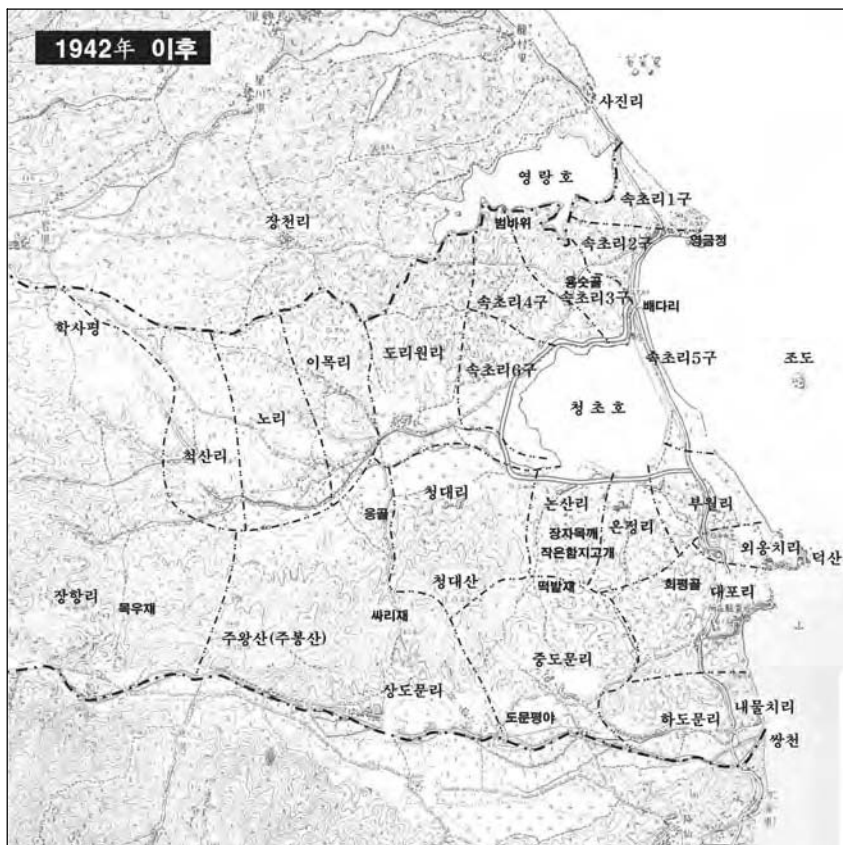 1942年 이후
사진리
영랑호
속초리1구
장천리
범바위
속초리2구
영금정
용숫골
속초리4구
속초리3구
배다리
학사평
이목리
도리원리
속초리6구
속초리5구
조도
청초호
노리
척산리
청대리
논산리
부월리
응골
장자목깨
온정리
작은함지고개
외옹치리
덕산
청대산
떡밭재
회평골
대포리
장항리
목우재
싸리재
주왕산(주봉산)
중도문리
상도문리
내물치리
도문평야
하도문리
쌍천